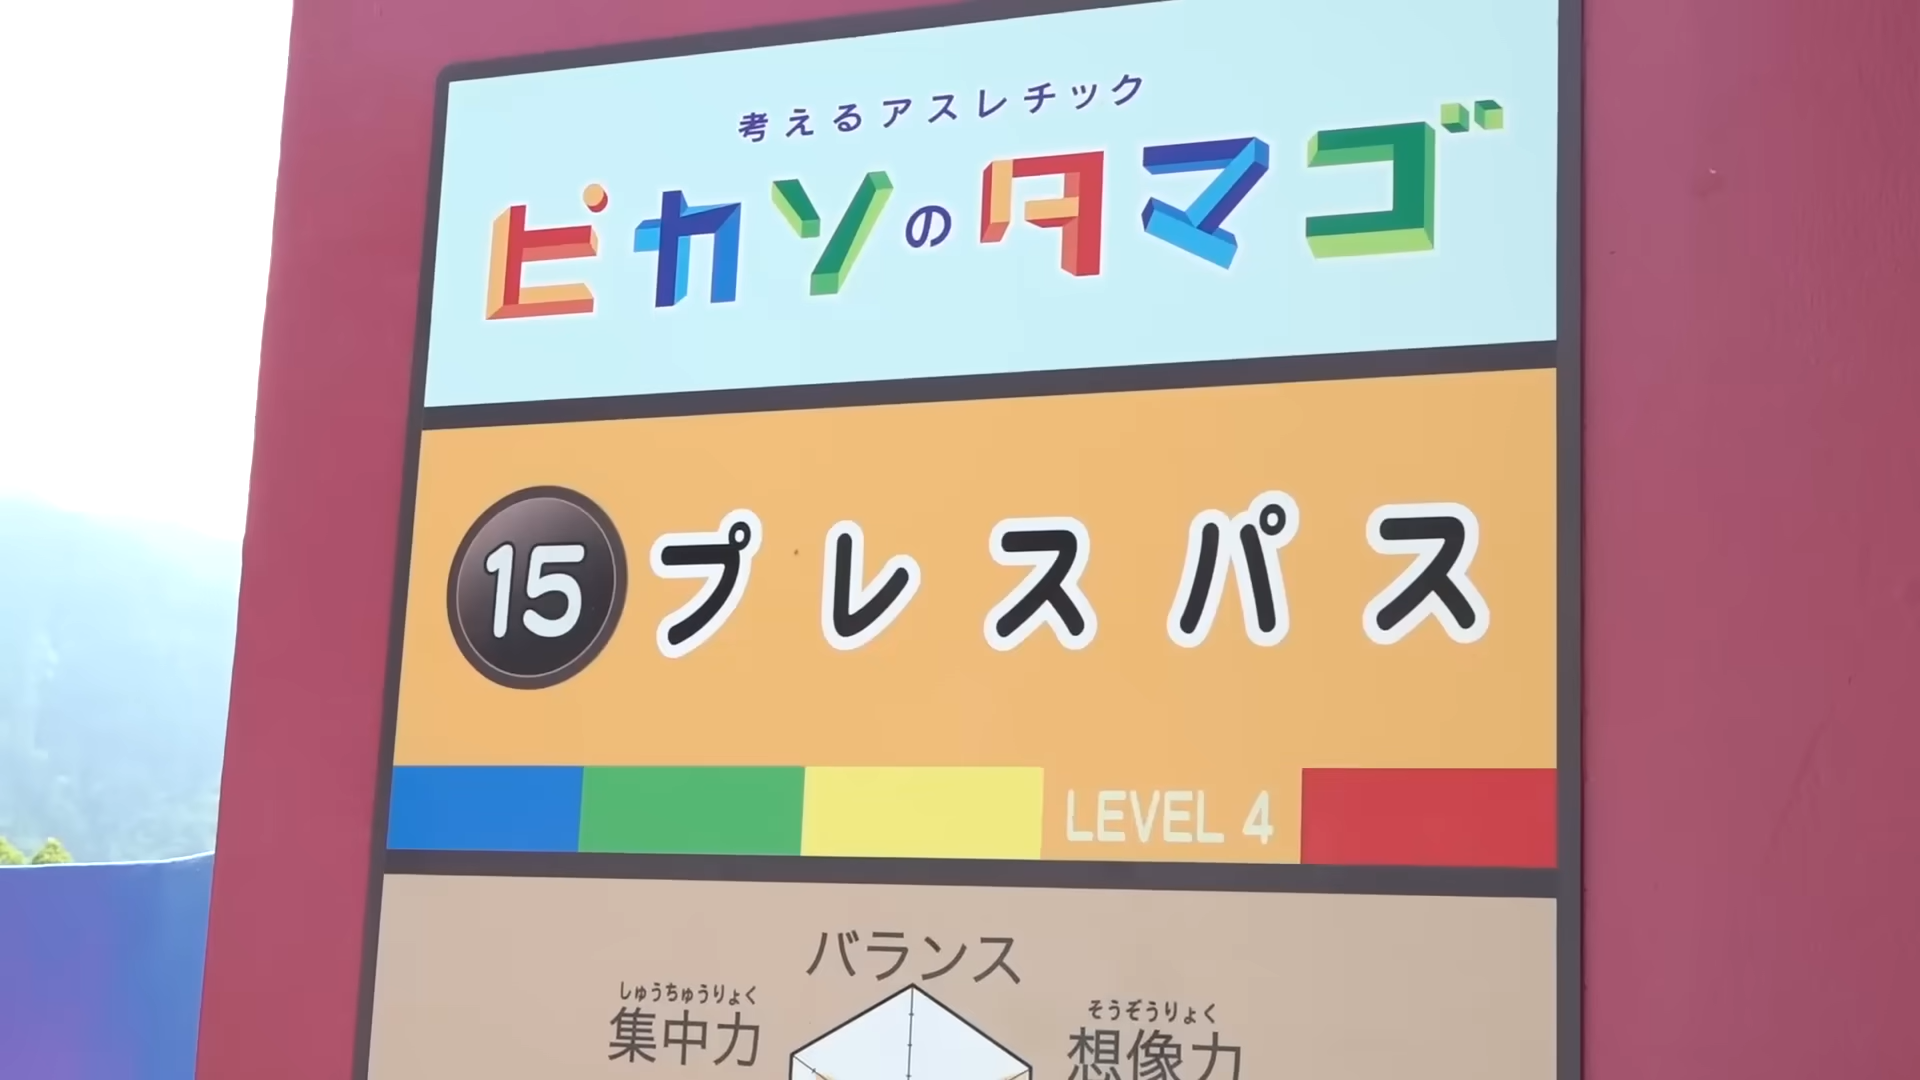 考えるアスレチック
ピカソのタマゴ
15 プレスパス
LEVEL 4
バランス
しゅうちゅうりょく
集中力
そうぞうりょく
想像力